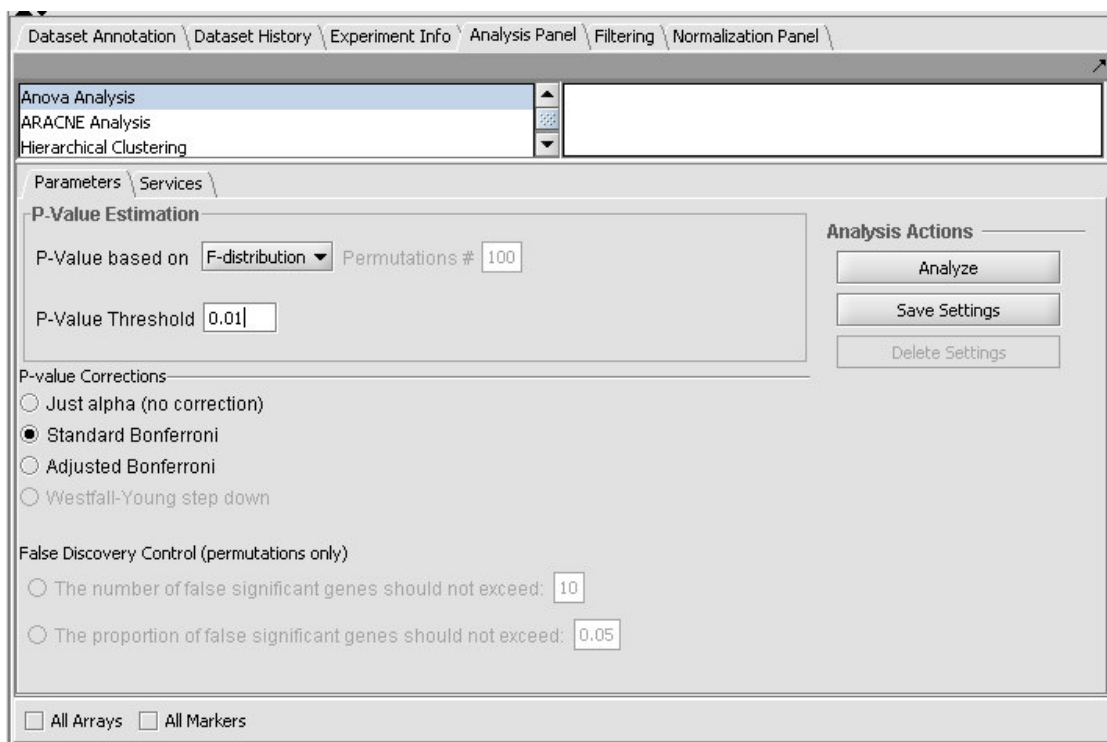 Dataset Annotation Dataset History Experiment Info Analysis Panel Filtering Normalization Panel
Anova Analysis
ARACNE Analysis
Hierarchical Clustering
Parameters Services
P-Value Estimation
P-Value based on F-distribution Permutations # 100
P-Value Threshold 0.01
Analysis Actions
Analyze
Save Settings
Delete Settings
P-value Corrections
Just alpha (no correction)
Standard Bonferroni
Adjusted Bonferroni
Westfall-Young step down
False Discovery Control (permutations only)
The number of false significant genes should not exceed: 10
The proportion of false significant genes should not exceed: 0.05
All Arrays All Markers